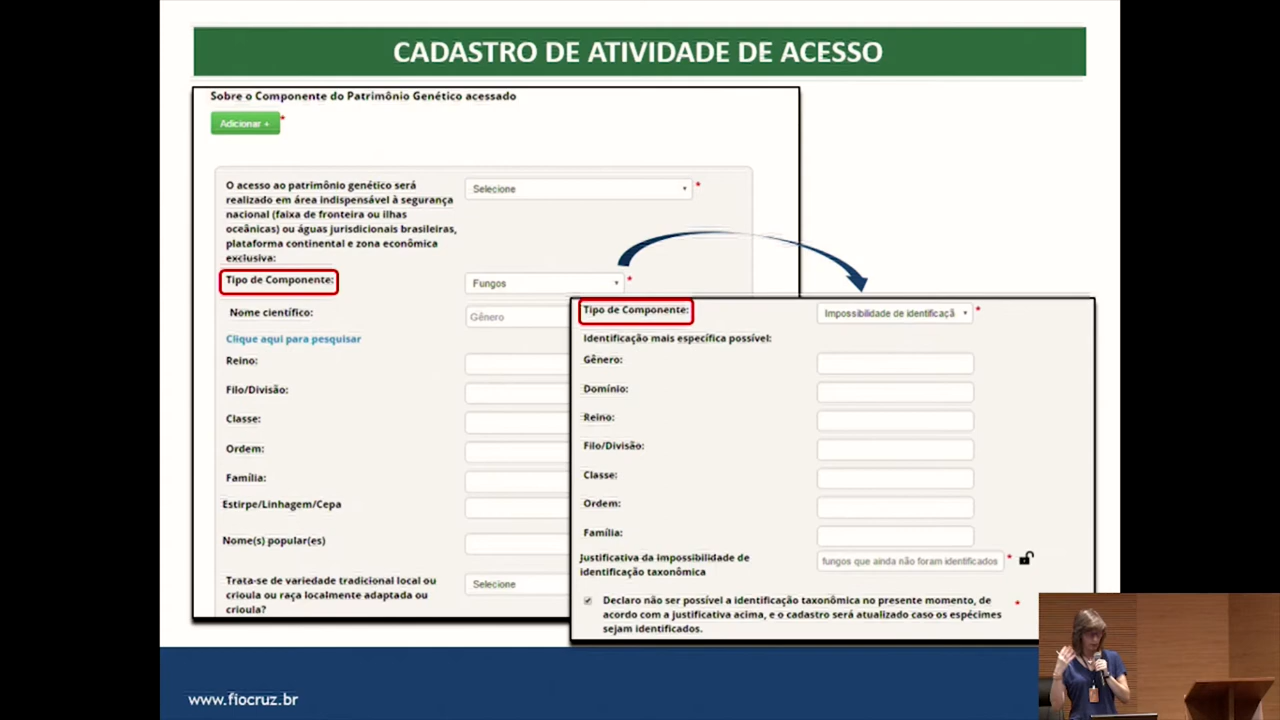 CADASTRO DE ATIVIDADE DE ACESSO
Sobre o Componente do Patrimônio Genético acessado
Adicionar + *
O acesso ao patrimônio genético será
realizado em área indispensável à segurança
nacional (faixa de fronteira ou ilhas
oceânicas) ou águas jurisdicionais brasileiras,
plataforma continental e zona econômica
exclusiva:
Selecione *
Tipo de Componente:
Fungos *
Nome científico:
Gênero
Clique aqui para pesquisar
Reino:
Filo/Divisão:
Classe:
Ordem:
Família:
Estirpe/Linhagem/Cepa
Nome(s) popular(es)
Trata-se de variedade tradicional local ou
crioula ou raça localmente adaptada ou
crioula?
Selecione
Tipo de Componente:
Impossibilidade de identificaçã *
Identificação mais específica possível:
Gênero:
Domínio:
Reino:
Filo/Divisão:
Classe:
Ordem:
Família:
Justificativa da impossibilidade de
identificação taxonômica
fungos que ainda não foram identificados *
Declaro não ser possível a identificação taxonômica no presente momento, de
acordo com a justificativa acima, e o cadastro será atualizado caso os espécimes
sejam identificados. *
www.fiocruz.br